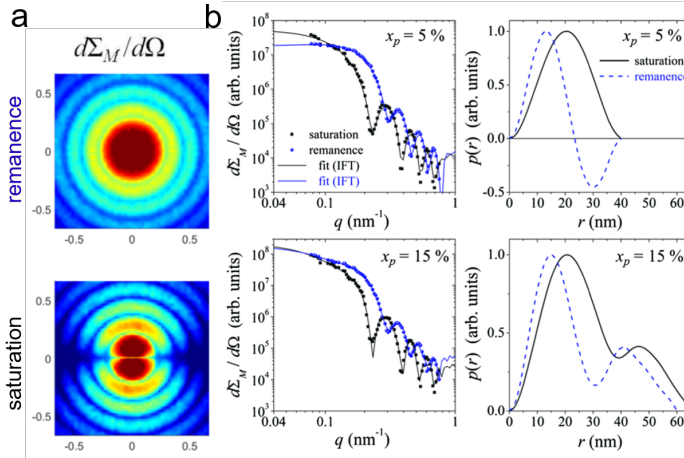 a
b
dΣ_M/dΩ
remanence
0.5
0
-0.5
-0.5 0 0.5
saturation
0.5
0
-0.5
-0.5 0 0.5
dΣ_M / dΩ (arb. units)
10^8
10^7
10^6
10^5
10^4
10^3
x_p = 5 %
saturation
remanence
fit (IFT)
fit (IFT)
0.04 0.1 1
q (nm^-1)
p(r) (arb. units)
1.0
0.5
0.0
-0.5
x_p = 5 %
saturation
remanence
0 10 20 30 40 50 60
r (nm)
dΣ_M / dΩ (arb. units)
10^8
10^7
10^6
10^5
10^4
10^3
x_p = 15 %
0.04 0.1 1
q (nm^-1)
p(r) (arb. units)
1.0
0.5
0.0
x_p = 15 %
0 10 20 30 40 50 60
r (nm)